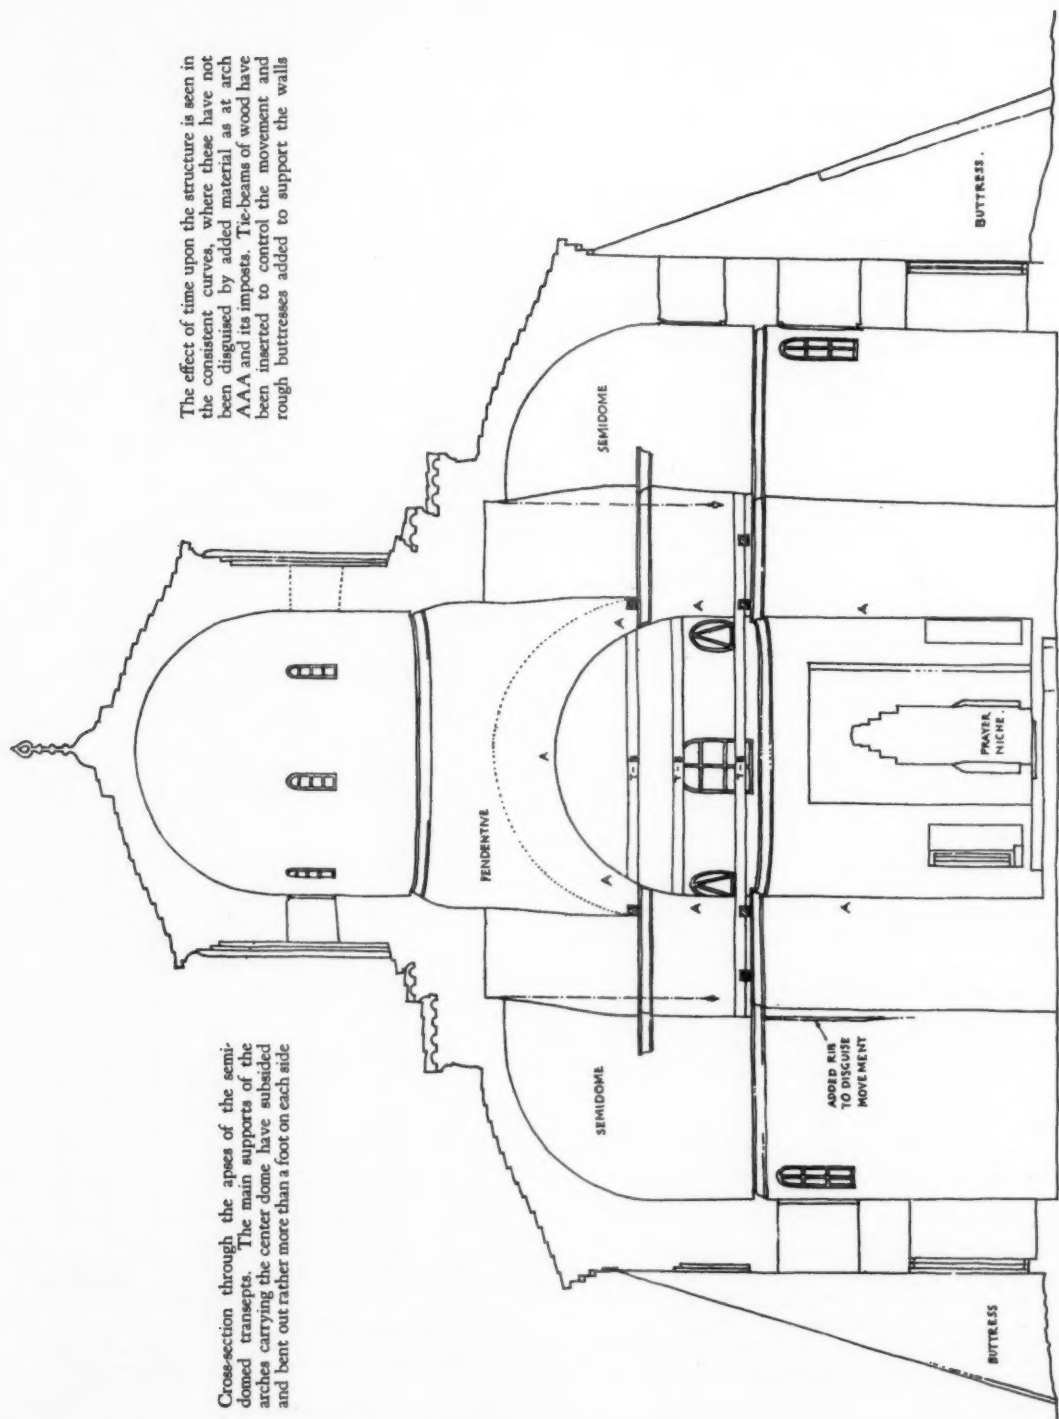 Cross-section through the apses of the semi-
domed transepts. The main supports of the
arches carrying the center dome have subsided
and bent out rather more than a foot on each side
The effect of time upon the structure is seen in
the consistent curves, where these have not
been disguised by added material as at arch
AAA and its imposts. Tie-beams of wood have
been inserted to control the movement and
rough buttresses added to support the walls
PENDENTIVE
SEMIDOME
SEMIDOME
A
A
A
T-B
T-B
A
A
T-B
ADDED RIB
TO DISGUISE
MOVEMENT
A
A
PRAYER
NICHE.
BUTTRESS
BUTTRESS.